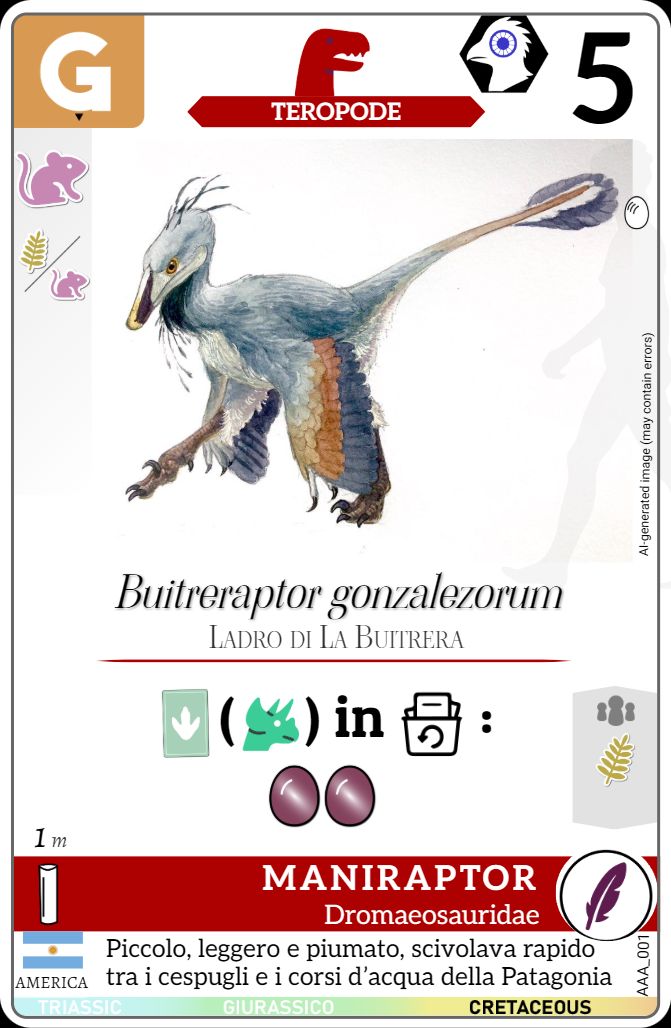 G
TEROPODE
5
AI-generated image (may contain errors)
Buitreraptor gonzalezorum
Ladro di La Buitrera
( ) in :
1 m
MANIRAPTOR
Dromaeosauridae
AMERICA
Piccolo, leggero e piumato, scivolava rapido
tra i cespugli e i corsi d'acqua della Patagonia
AAA_001
TRIASSIC GIURASSICO CRETACEOUS